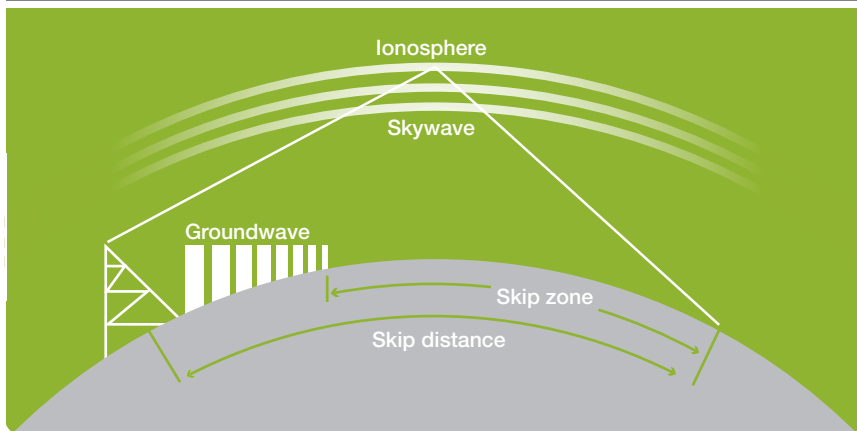 Ionosphere
Skywave
Groundwave
Skip zone
Skip distance